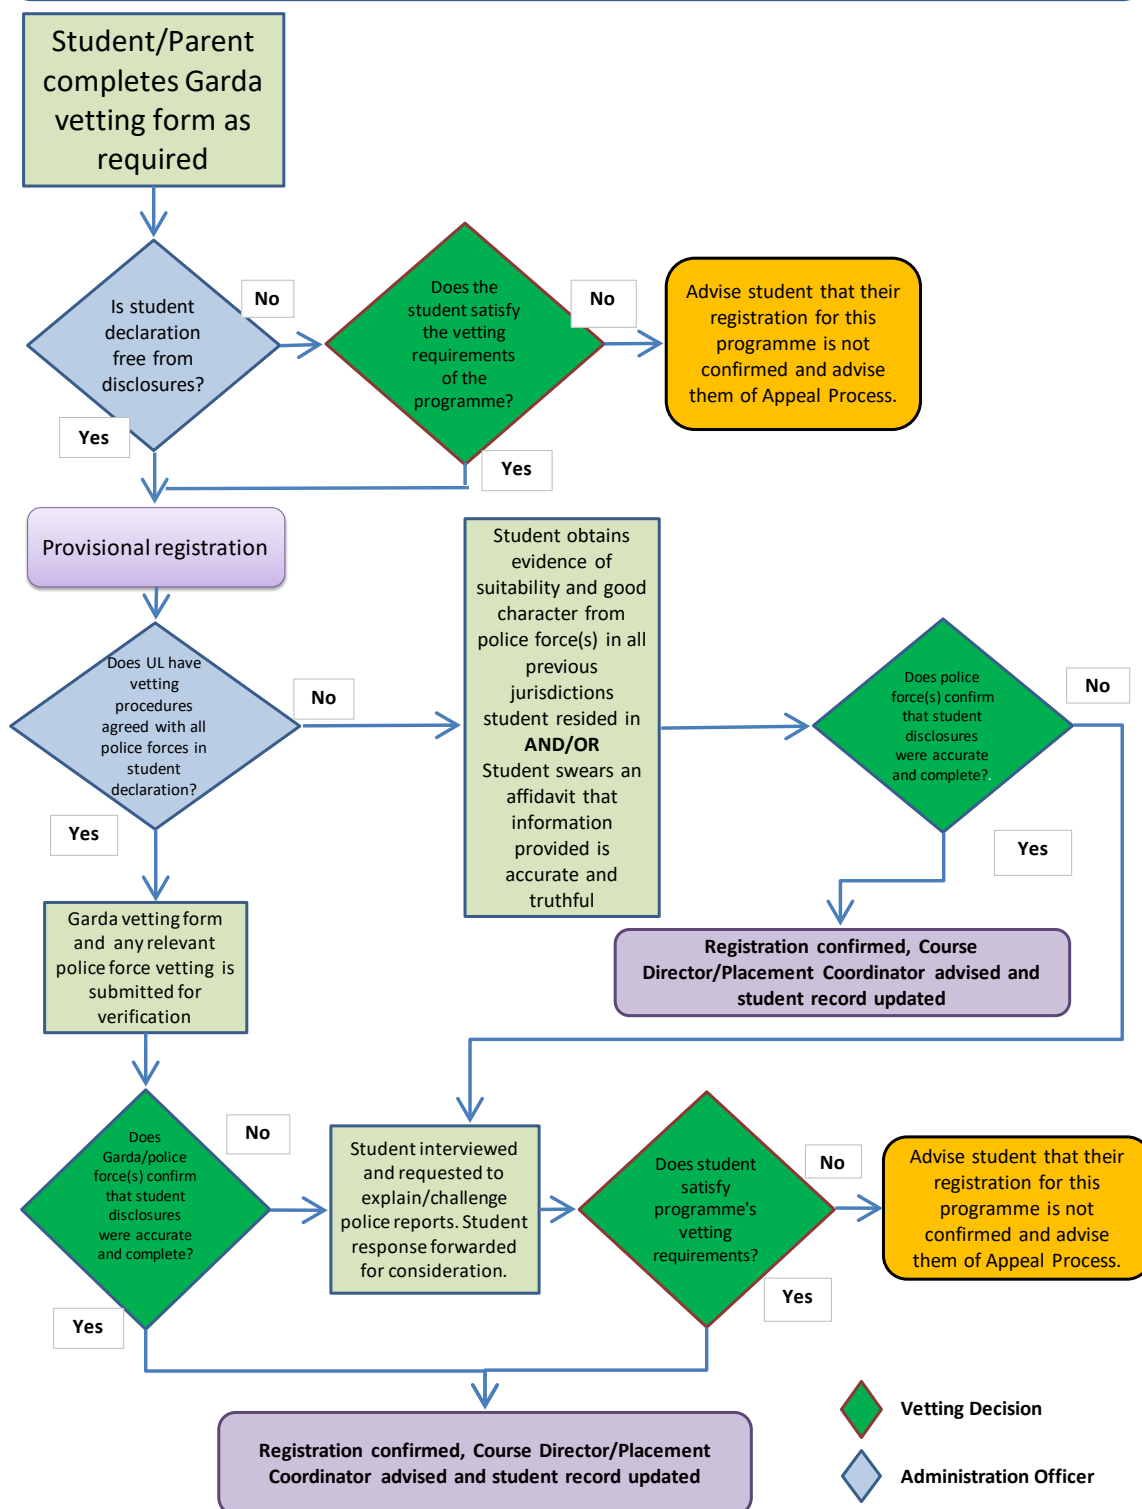 Student/Parent
completes Garda
vetting form as
required
Is student
declaration
free from
disclosures?
No
Does the
student satisfy
the vetting
requirements
of the
programme?
No
Advise student that their
registration for this
programme is not
confirmed and advise
them of Appeal Process.
Yes
Yes
Provisional registration
Student obtains
evidence of
suitability and good
character from
police force(s) in all
previous
jurisdictions
student resided in
AND/OR
Student swears an
affidavit that
information
provided is
accurate and
truthful
Does UL have
vetting
procedures
agreed with all
police forces in
student
declaration?
No
Does police
force(s) confirm
that student
disclosures
were accurate
and complete?.
No
Yes
Yes
Garda vetting form
and any relevant
police force vetting is
submitted for
verification
Registration confirmed, Course
Director/Placement Coordinator advised and
student record updated
Does
Garda/police
force(s) confirm
that student
disclosures
were accurate
and complete?
No
Student interviewed
and requested to
explain/challenge
police reports. Student
response forwarded
for consideration.
Does student
satisfy
programme's
vetting
requirements?
No
Advise student that their
registration for this
programme is not
confirmed and advise
them of Appeal Process.
Yes
Yes
Registration confirmed, Course Director/Placement
Coordinator advised and student record updated
Vetting Decision
Administration Officer